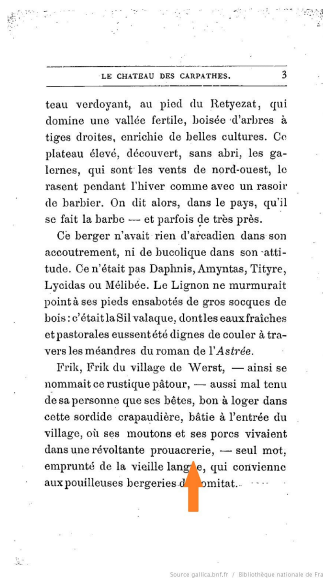 LE CHATEAU DES CARPATHES. 3
teau verdoyant, au pied du Retyezat, qui
domine une vallée fertile, boisée d'arbres à
tiges droites, enrichie de belles cultures. Ce
plateau élevé, découvert, sans abri, les ga-
lernes, qui sont les vents de nord-ouest, le
rasent pendant l'hiver comme avec un rasoir
de barbier. On dit alors, dans le pays, qu'il
se fait la barbe — et parfois de très près.
Ce berger n'avait rien d'arcadien dans son
accoutrement, ni de bucolique dans son atti-
tude. Ce n'était pas Daphnis, Amyntas, Tityre,
Lycidas ou Mélibée. Le Lignon ne murmurait
point à ses pieds ensabotés de gros socques de
bois: c'était la Sil valaque, dont les eaux fraîches
et pastorales eussent été dignes de couler à tra-
vers les méandres du roman de l'Astrée.
Frik, Frik du village de Werst, — ainsi se
nommait ce rustique pâtour, — aussi mal tenu
de sa personne que ses bêtes, bon à loger dans
cette sordide crapaudière, bâtie à l'entrée du
village, où ses moutons et ses porcs vivaient
dans une révoltante prouacrerie, — seul mot,
emprunté de la vieille langue, qui convienne
aux pouilleuses bergeries omitat.
Source gallica.bnf.fr / Bibliothèque nationale de Fra